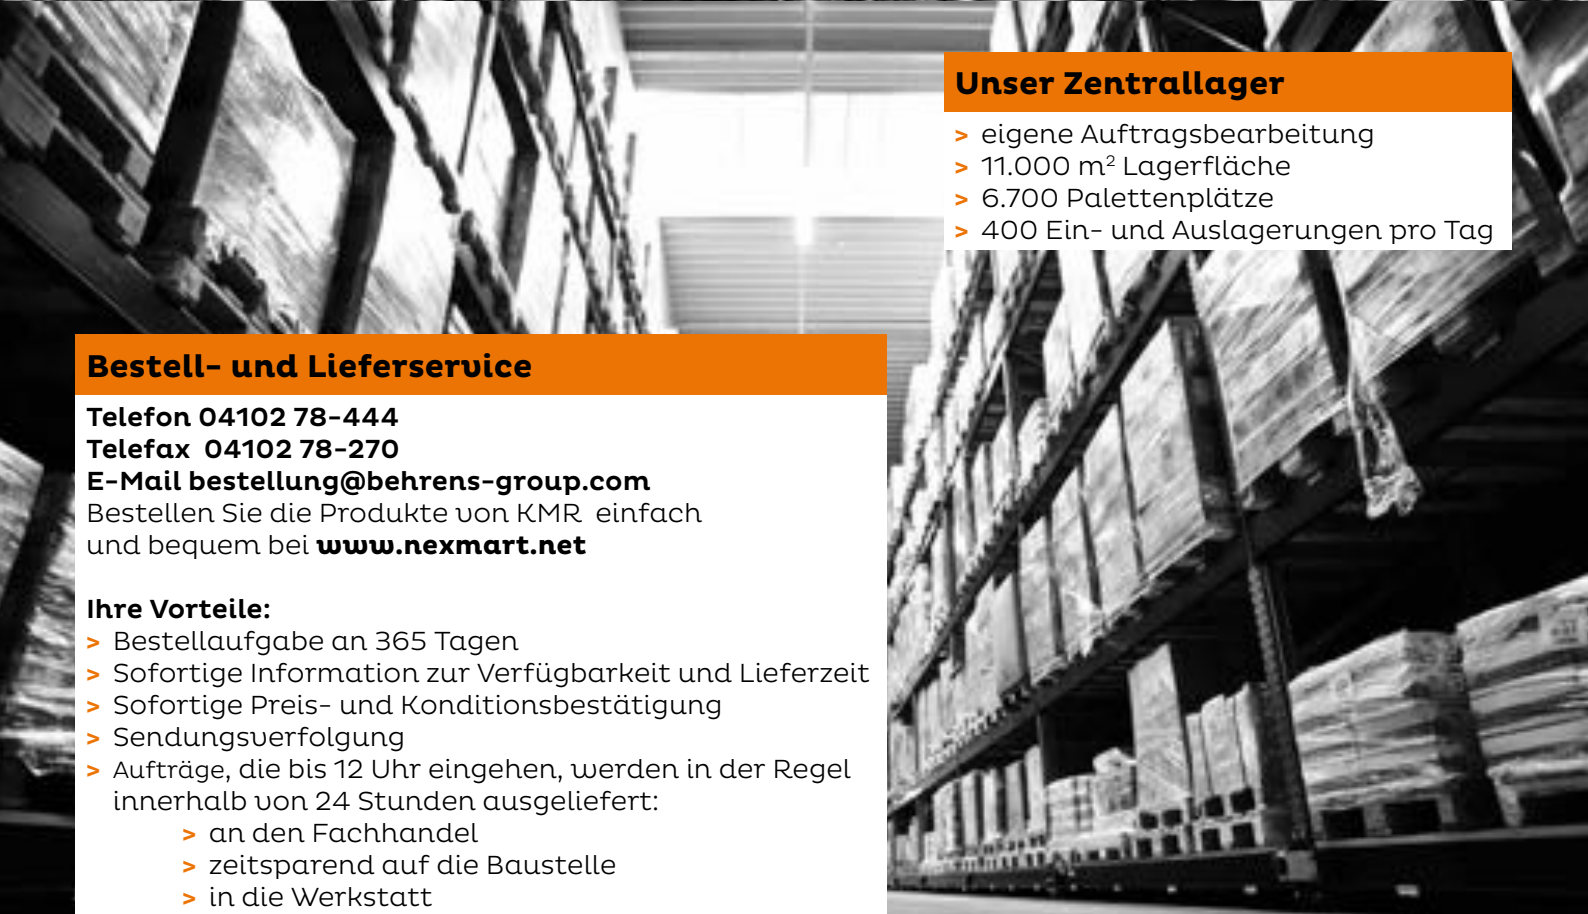 Unser Zentrallager
> eigene Auftragsbearbeitung
> 11.000 m² Lagerfläche
> 6.700 Palettenplätze
> 400 Ein- und Auslagerungen pro Tag
Bestell- und Lieferservice
Telefon 04102 78-444
Telefax 04102 78-270
E-Mail bestellung@behrens-group.com
Bestellen Sie die Produkte von KMR einfach
und bequem bei www.nexmart.net
Ihre Vorteile:
> Bestellaufgabe an 365 Tagen
> Sofortige Information zur Verfügbarkeit und Lieferzeit
> Sofortige Preis- und Konditionsbestätigung
> Sendungsverfolgung
> Aufträge, die bis 12 Uhr eingehen, werden in der Regel
innerhalb von 24 Stunden ausgeliefert:
> an den Fachhandel
> zeitsparend auf die Baustelle
> in die Werkstatt